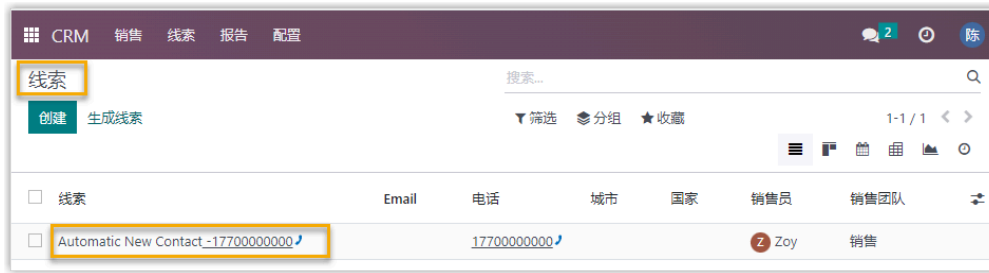 CRM 销售 线索 报告 配置 2 陈
线索 搜索...
创建 生成线索 筛选 分组 收藏 1-1 / 1
线索 Email 电话 城市 国家 销售员 销售团队
Automatic New Contact -17700000000 17700000000 Z Zoy 销售